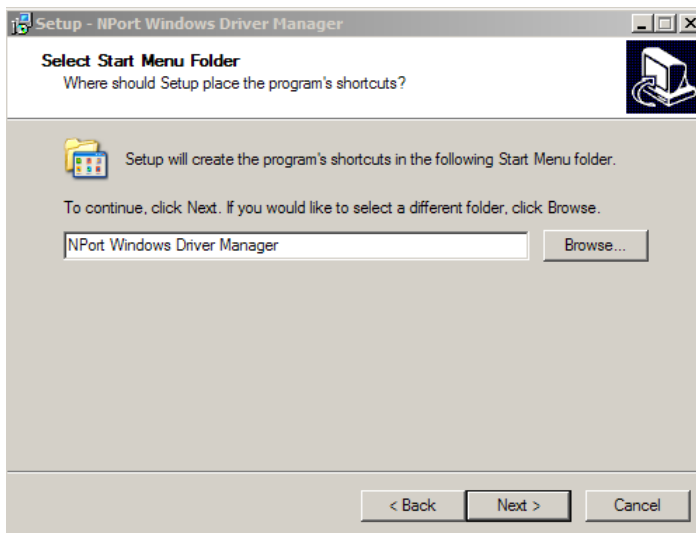 Setup - NPort Windows Driver Manager
Select Start Menu Folder
Where should Setup place the program's shortcuts?
Setup will create the program's shortcuts in the following Start Menu folder.
To continue, click Next. If you would like to select a different folder, click Browse.
NPort Windows Driver Manager
Browse...
< Back
Next >
Cancel